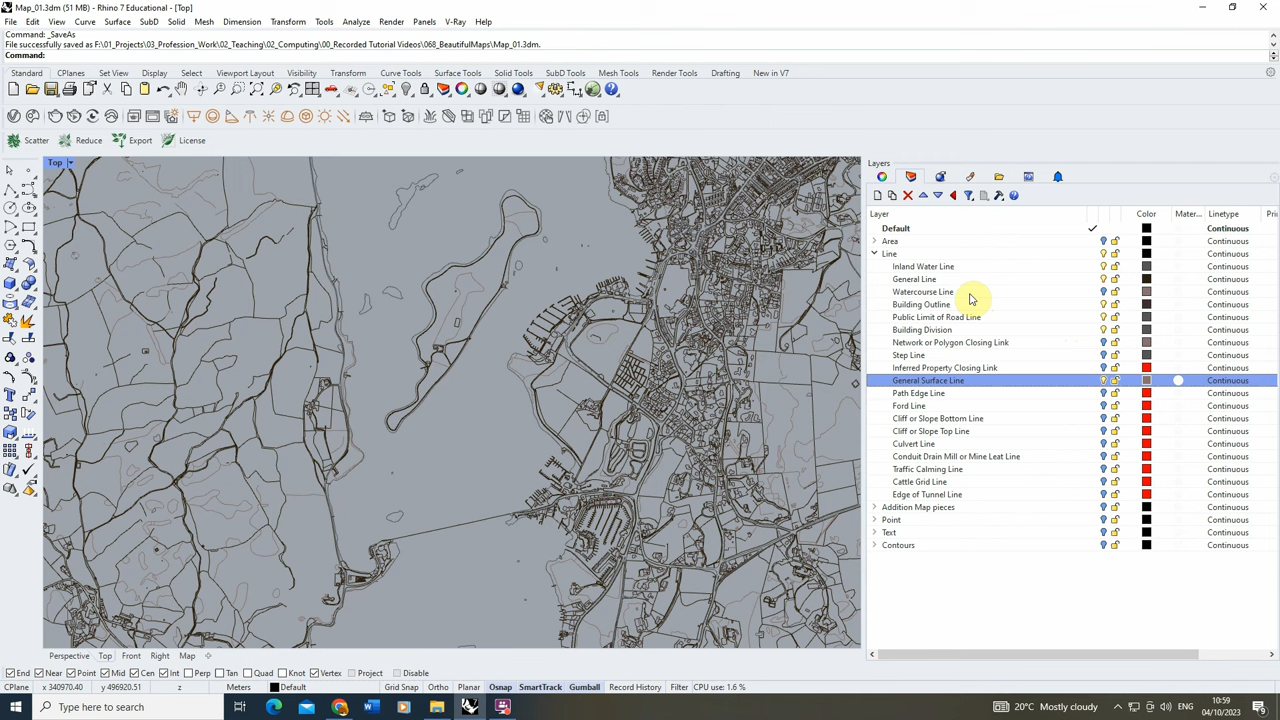 Map_01.3dm (51 MB) - Rhino 7 Educational - [Top]
File Edit View Curve Surface SubD Solid Mesh Dimension Transform Tools Analyze Render Panels V-Ray Help
Command: _SaveAs
File successfully saved as F:\01_Projects\03_Profession_Work\02_Teaching\02_Computing\00_Recorded Tutorial Videos\068_BeautifulMaps\Map_01.3dm.
Command:
Standard CPlanes Set View Display Select Viewport Layout Visibility Transform Curve Tools Surface Tools Solid Tools SubD Tools Mesh Tools Render Tools Drafting New in V7
Scatter Reduce Export License
Top
Layers
Layer Color Mater... Linetype Pri
Default Continuous
Area Continuous
Line Continuous
Inland Water Line Continuous
General Line Continuous
Watercourse Line Continuous
Building Outline Continuous
Public Limit of Road Line Continuous
Building Division Continuous
Network or Polygon Closing Link Continuous
Step Line Continuous
Inferred Property Closing Link Continuous
General Surface Line Continuous
Path Edge Line Continuous
Ford Line Continuous
Cliff or Slope Bottom Line Continuous
Cliff or Slope Top Line Continuous
Culvert Line Continuous
Conduit Drain Mill or Mine Leat Line Continuous
Traffic Calming Line Continuous
Cattle Grid Line Continuous
Edge of Tunnel Line Continuous
Addition Map pieces Continuous
Point Continuous
Text Continuous
Contours Continuous
Perspective Top Front Right Map
End Near Point Mid Cen Int Perp Tan Quad Knot Vertex Project Disable
CPlane x 340970.40 y 496920.51 z Meters Default Grid Snap Ortho Planar Osnap SmartTrack Gumball Record History Filter CPU use: 1.6 %
Type here to search
20°C Mostly cloudy ENG
10:59
04/10/2023